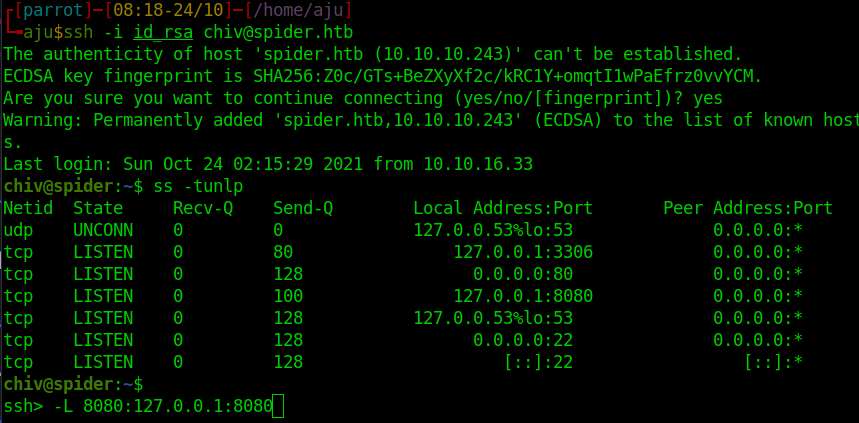 ┌─[parrot]─[08:18-24/10]─[/home/aju]
└─╼aju$ssh -i id_rsa chiv@spider.htb
The authenticity of host 'spider.htb (10.10.10.243)' can't be established.
ECDSA key fingerprint is SHA256:Z0c/GTs+BeZXyXf2c/kRC1Y+omqtI1wPaEfrz0vvYCM.
Are you sure you want to continue connecting (yes/no/[fingerprint])? yes
Warning: Permanently added 'spider.htb,10.10.10.243' (ECDSA) to the list of known host
s.
Last login: Sun Oct 24 02:15:29 2021 from 10.10.16.33
chiv@spider:~$ ss -tunlp
Netid  State      Recv-Q    Send-Q        Local Address:Port       Peer Address:Port
udp    UNCONN    0         0             127.0.0.53%lo:53              0.0.0.0:*
tcp    LISTEN    0         80                127.0.0.1:3306            0.0.0.0:*
tcp    LISTEN    0         128                 0.0.0.0:80              0.0.0.0:*
tcp    LISTEN    0         100               127.0.0.1:8080            0.0.0.0:*
tcp    LISTEN    0         128           127.0.0.53%lo:53              0.0.0.0:*
tcp    LISTEN    0         128                 0.0.0.0:22              0.0.0.0:*
tcp    LISTEN    0         128                    [::]:22                 [::]:*
chiv@spider:~$
ssh> -L 8080:127.0.0.1:8080